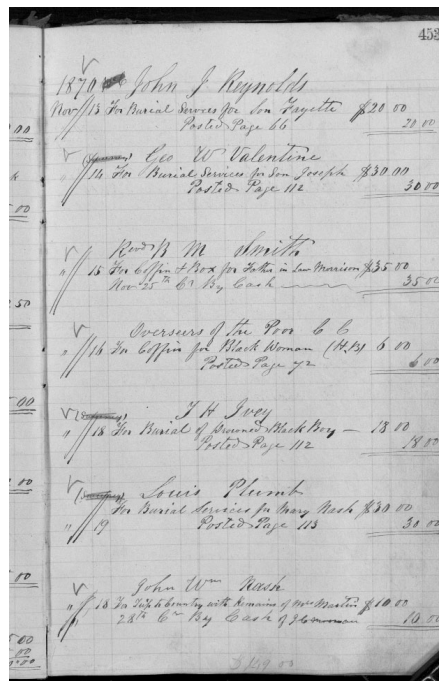 453
1870 John J Reynolds
Nov 13 For Burial Services for Son Fayette $20 00
Posted Page 66 20 00
Geo W Valentine
" 14 For Burial Services for Son Joseph $30 00
Posted Page 112 30 00
Revd R M Smith
" 15 For Coffin & Box for Father in Law Morrison $35 00
Nov 25th Cr By Cash 35 00
Overseers of the Poor C C
" 16 For Coffin for Black Woman (H.B) 6 00
Posted Page 72 6 00
T H Ivey
" 18 For Burial of drowned Black Boy — 18 00
Posted Page 112 18 00
Louis Plumb
For Burial Services for Mary Nash $30 00
" 19 Posted Page 113 30 00
John Wm Nash
" 18 For Trip to Country with Remains of Mrs Martin $10 00
28th Cr By Cash of J C 10 00